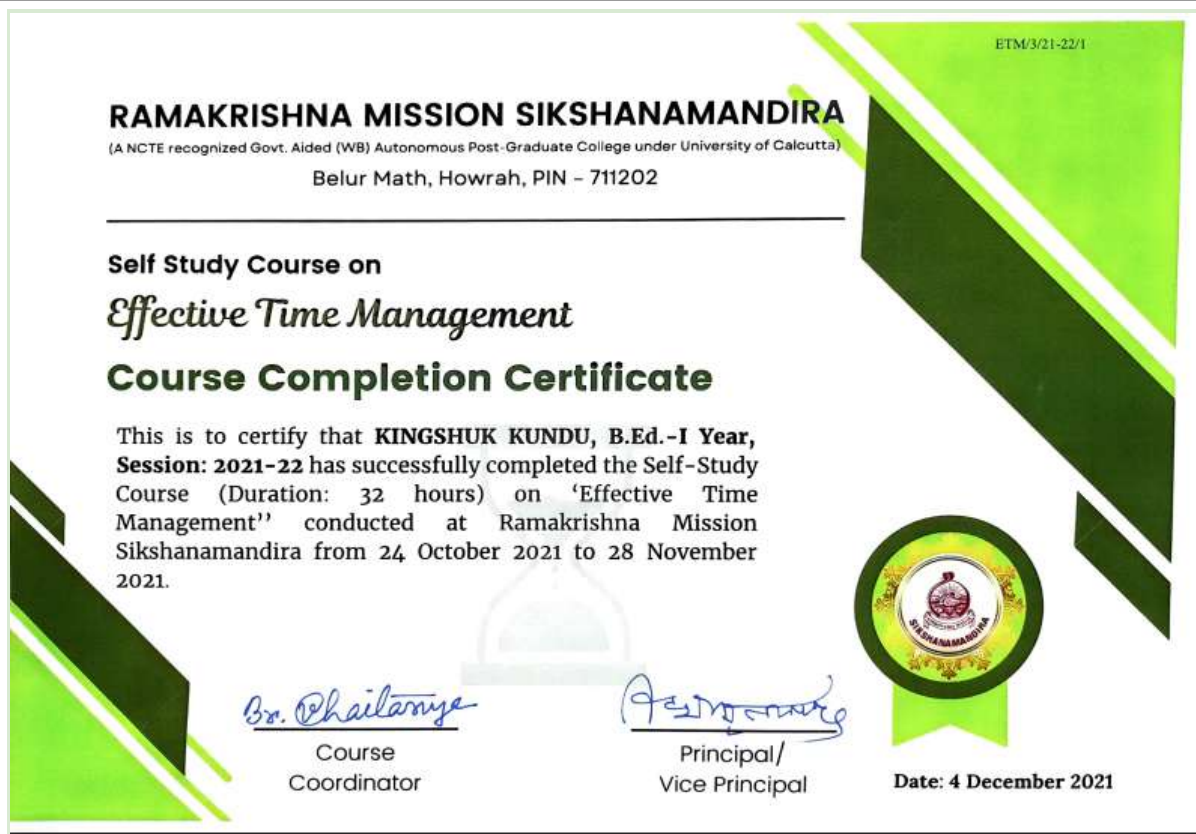 ETM/3/21-22/1
RAMAKRISHNA MISSION SIKSHANAMANDIRA
(A NCTE recognized Govt. Aided (WB) Autonomous Post-Graduate College under University of Calcutta)
Belur Math, Howrah, PIN – 711202
Self Study Course on
Effective Time Management
Course Completion Certificate
This is to certify that KINGSHUK KUNDU, B.Ed.-I Year,
Session: 2021-22 has successfully completed the Self-Study
Course (Duration: 32 hours) on ‘Effective Time
Management’’ conducted at Ramakrishna Mission
Sikshanamandira from 24 October 2021 to 28 November
2021.
SIKSHANAMANDIRA
Br. Chaitanya
Course
Coordinator
Principal/
Vice Principal
Date: 4 December 2021